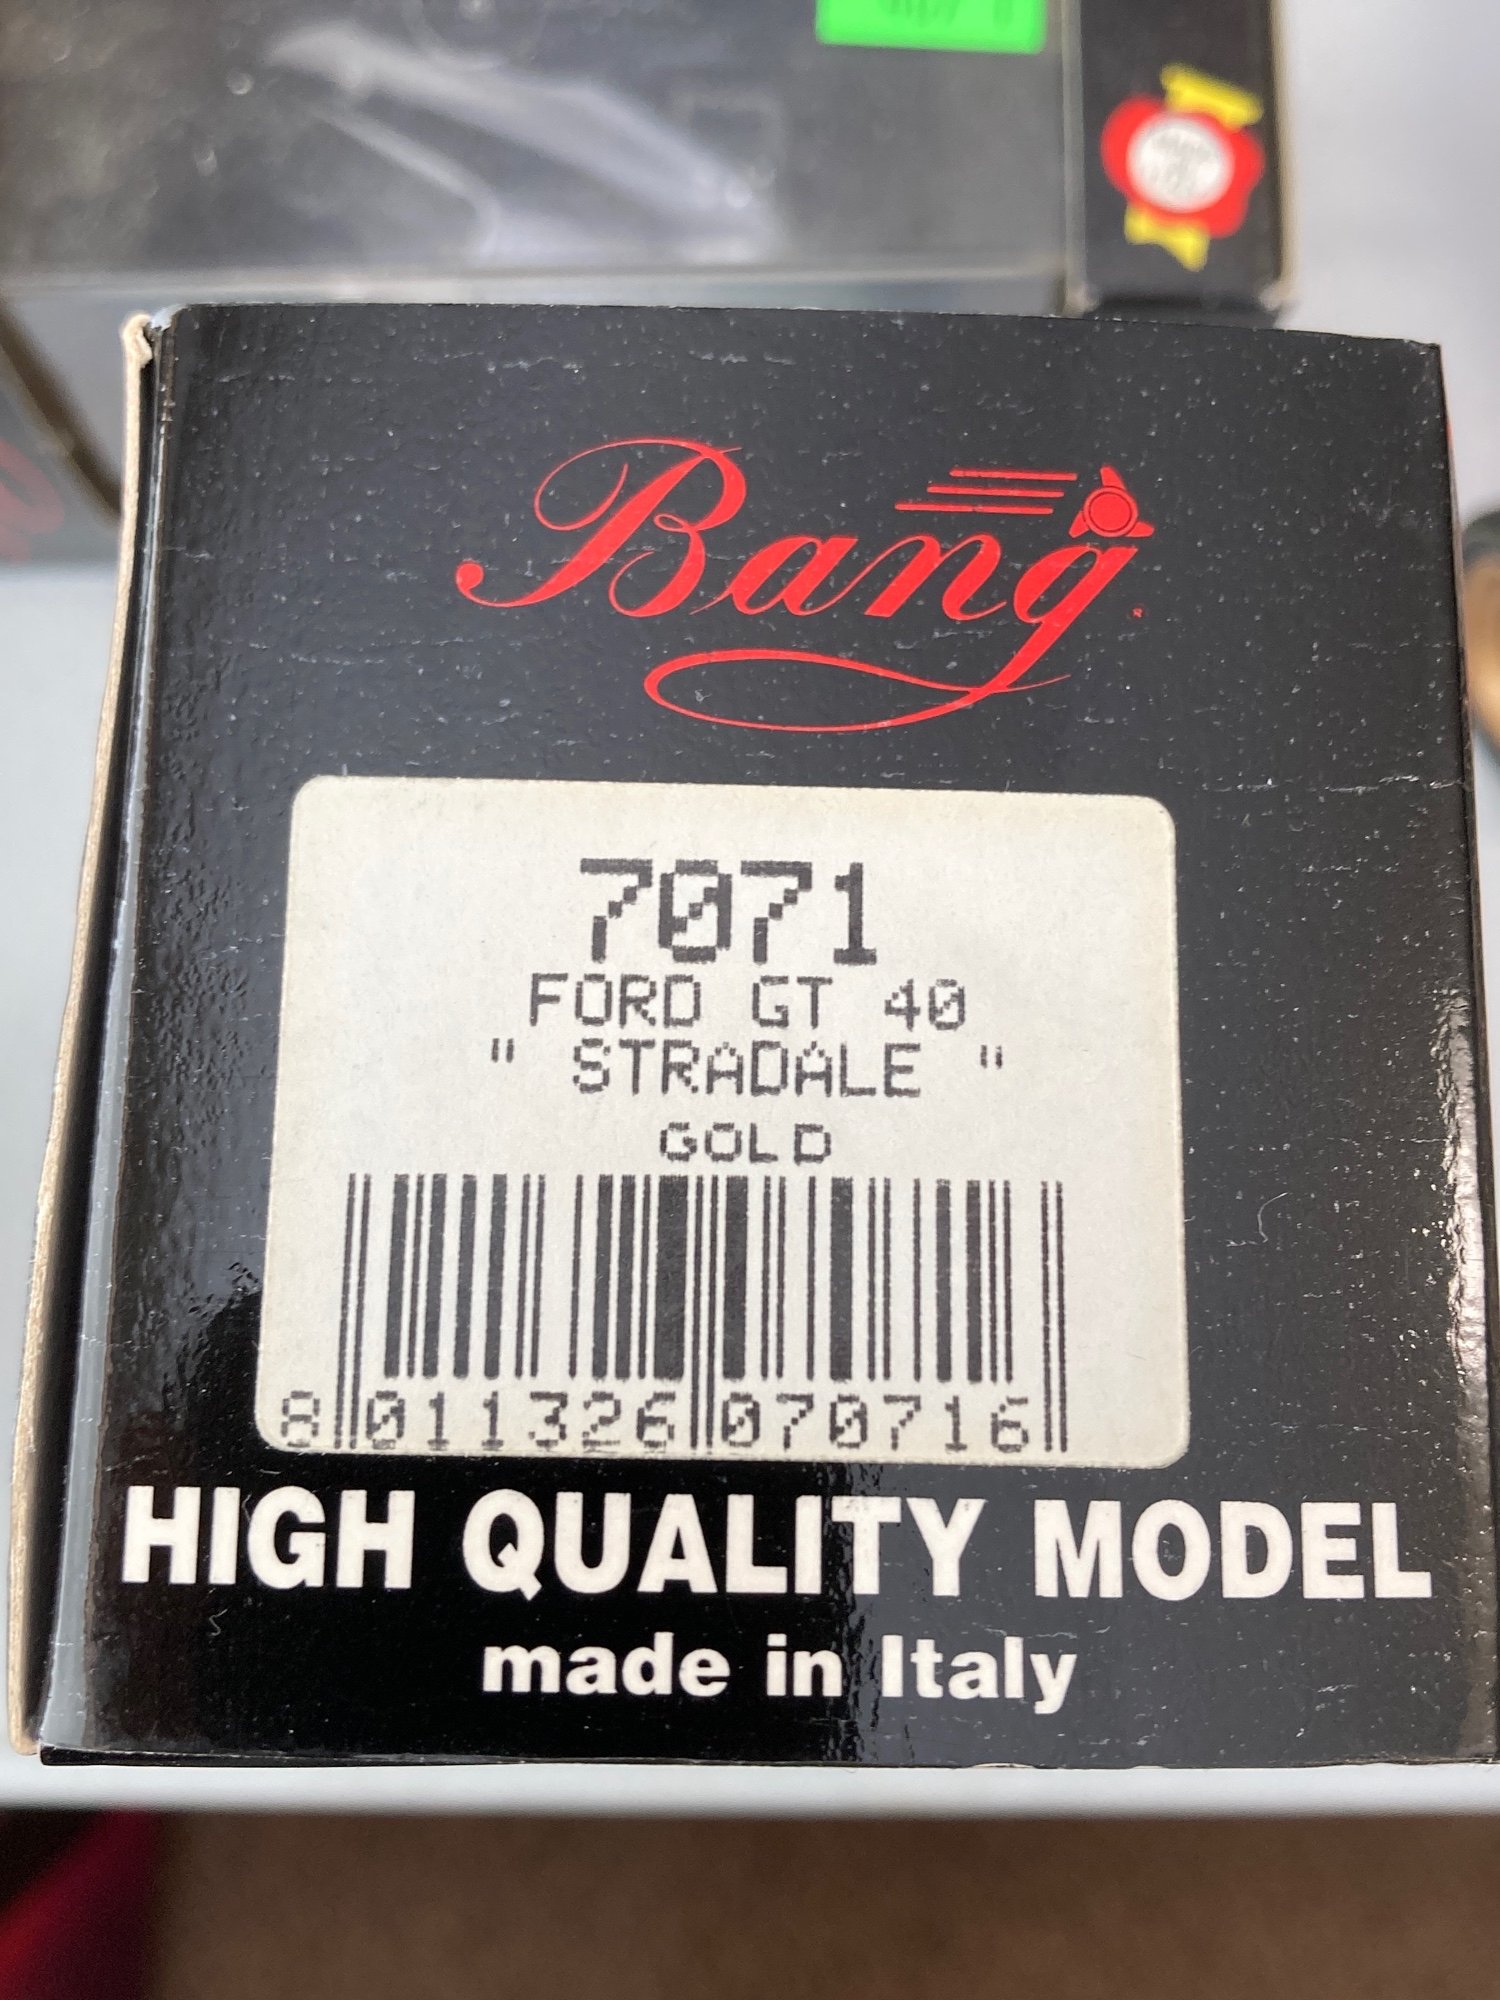 Bang
7071
FORD GT 40
" STRADALE "
GOLD
8 011326 070716
HIGH QUALITY MODEL
made in Italy